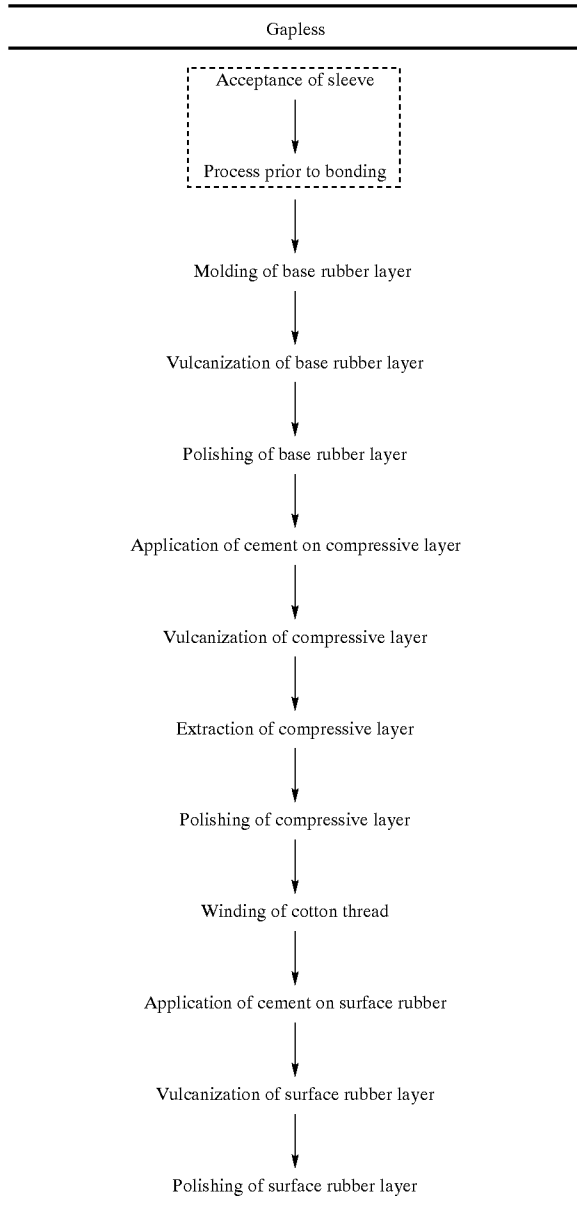 Gapless
Acceptance of sleeve
Process prior to bonding
Molding of base rubber layer
Vulcanization of base rubber layer
Polishing of base rubber layer
Application of cement on compressive layer
Vulcanization of compressive layer
Extraction of compressive layer
Polishing of compressive layer
Winding of cotton thread
Application of cement on surface rubber
Vulcanization of surface rubber layer
Polishing of surface rubber layer